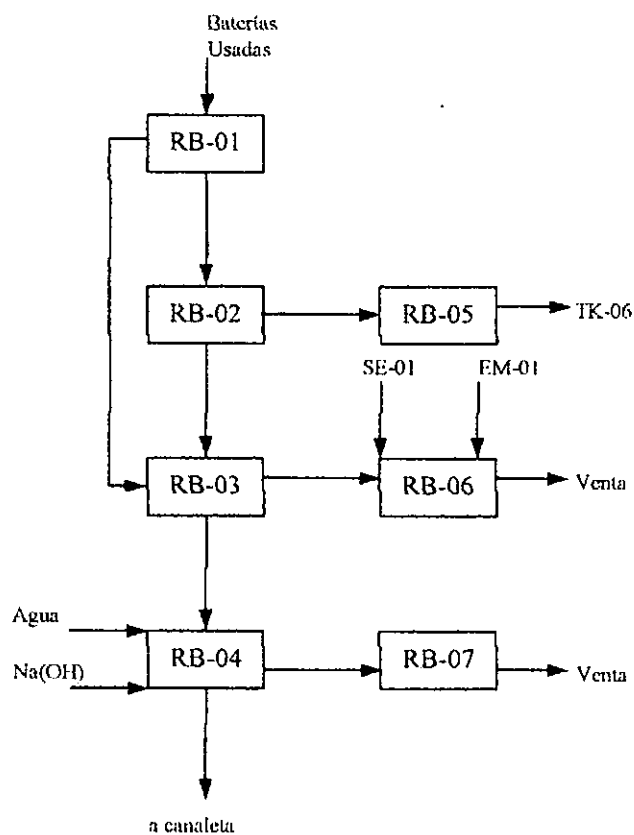 Baterías
Usadas
RB-01
RB-02
RB-05
TK-06
SE-01
EM-01
RB-03
RB-06
Venta
Agua
Na(OH)
RB-04
RB-07
Venta
a canaleta